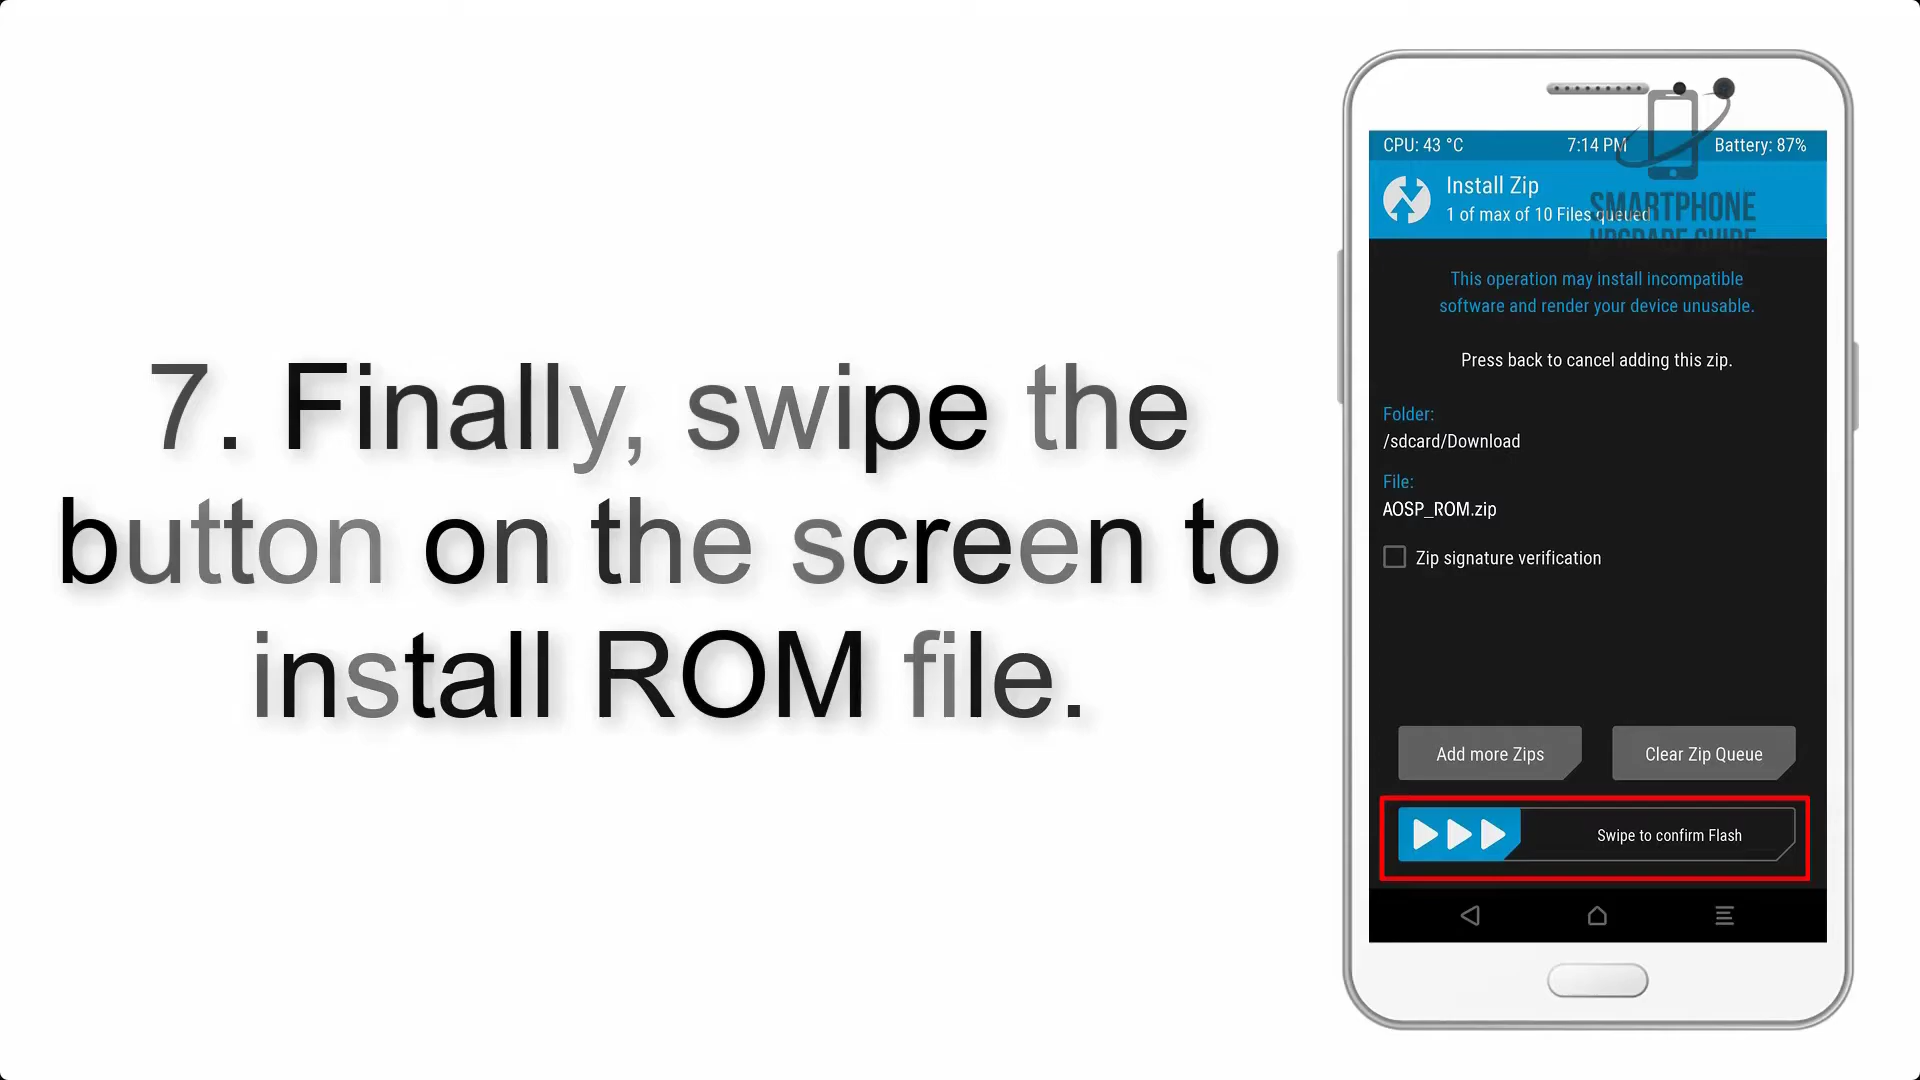 7. Finally, swipe the
button on the screen to
install ROM file.
CPU: 43 °C 7:14 PM Battery: 87%
Install Zip
1 of max of 10 Files queued
SMARTPHONE
UPGRADE GUIDE
This operation may install incompatible
software and render your device unusable.
Press back to cancel adding this zip.
Folder:
/sdcard/Download
File:
AOSP_ROM.zip
Zip signature verification
Add more Zips Clear Zip Queue
Swipe to confirm Flash